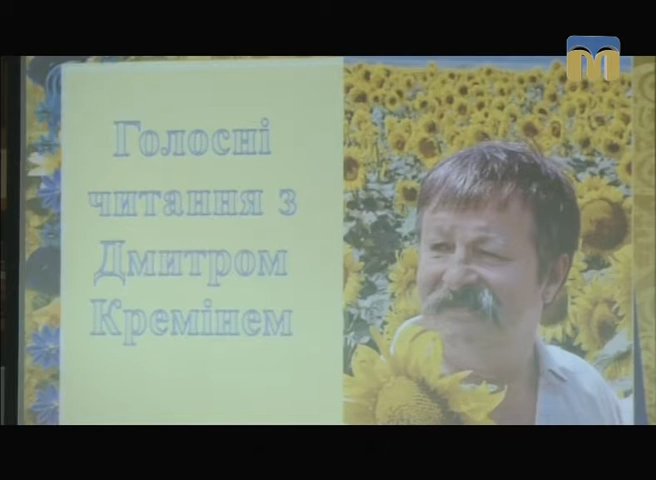 Голосні
читання з
Дмитром
Кремінем